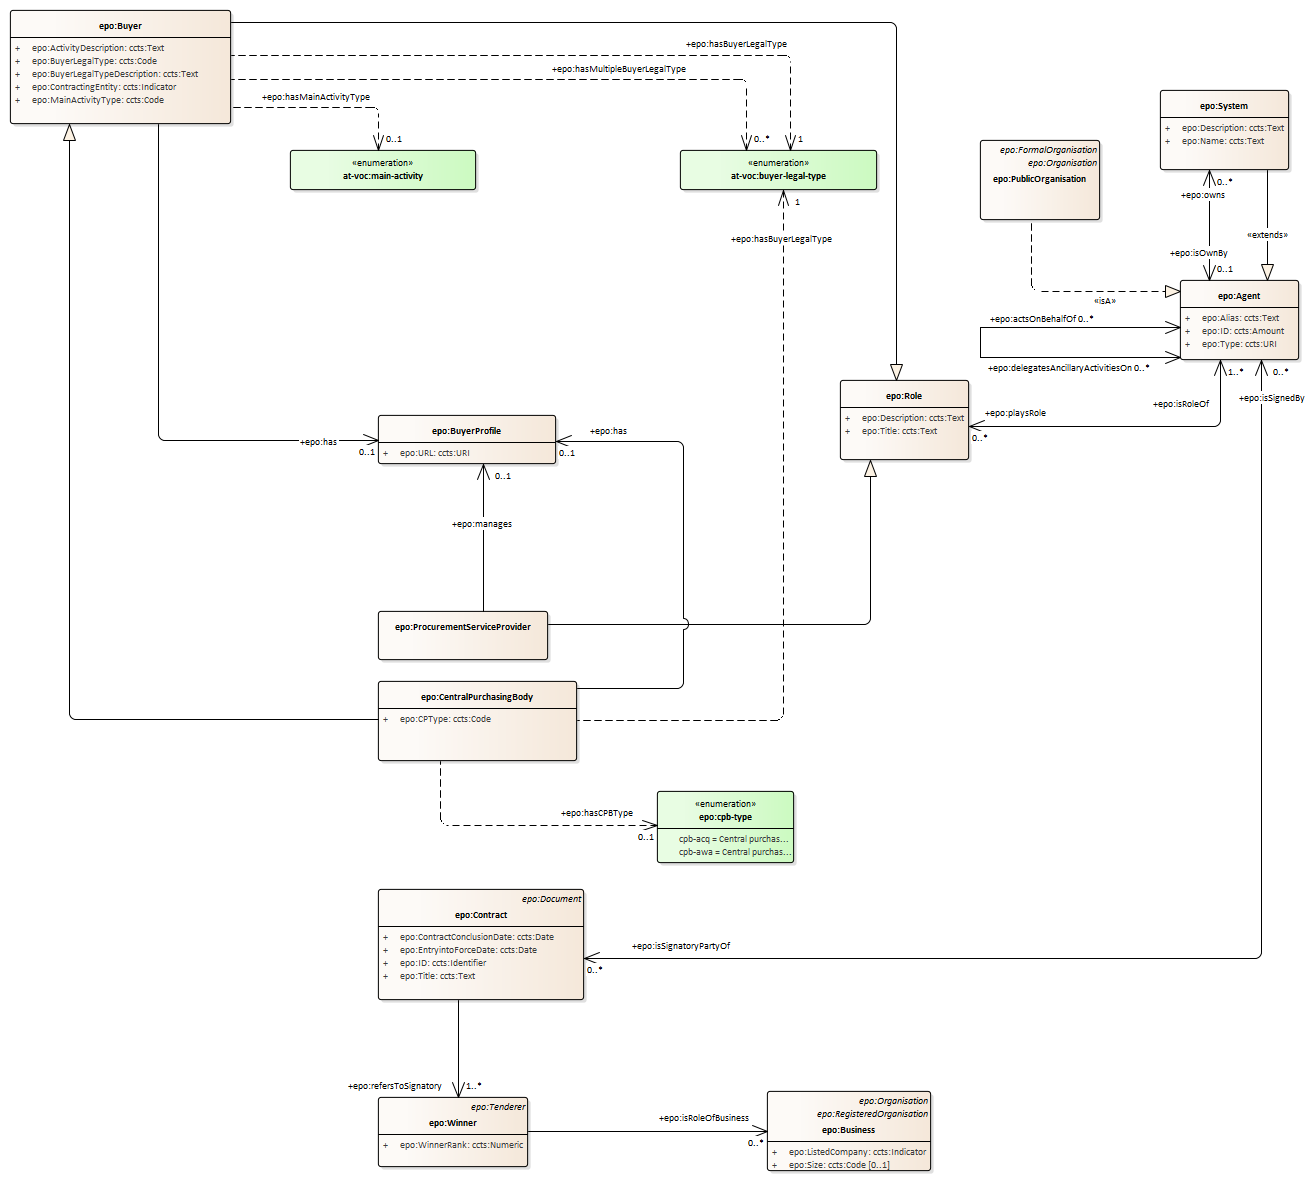 epo:Buyer
+ epo:ActivityDescription: ccts:Text
+ epo:BuyerLegalType: ccts:Code
+ epo:BuyerLegalTypeDescription: ccts:Text
+ epo:ContractingEntity: ccts:Indicator
+ epo:MainActivityType: ccts:Code
+epo:hasBuyerLegalType
+epo:hasMultipleBuyerLegalType
+epo:hasMainActivityType
0..1
0..*
1
«enumeration»
at-voc:main-activity
«enumeration»
at-voc:buyer-legal-type
1
+epo:hasBuyerLegalType
epo:System
+ epo:Description: ccts:Text
+ epo:Name: ccts:Text
epo:FormalOrganisation
epo:Organisation
epo:PublicOrganisation
0..*
+epo:owns
«extends»
+epo:isOwnBy
0..1
«isA»
epo:Agent
+ epo:Alias: ccts:Text
+ epo:ID: ccts:Amount
+ epo:Type: ccts:URI
+epo:actsOnBehalfOf 0..*
+epo:delegatesAncillaryActivitiesOn 0..*
1..*
0..*
+epo:isRoleOf
+epo:isSignedBy
epo:Role
+ epo:Description: ccts:Text
+ epo:Title: ccts:Text
+epo:playsRole
0..*
epo:BuyerProfile
+ epo:URL: ccts:URI
+epo:has
0..1
+epo:has
0..1
0..1
+epo:manages
epo:ProcurementServiceProvider
epo:CentralPurchasingBody
+ epo:CPType: ccts:Code
+epo:hasCPBType
0..1
«enumeration»
epo:cpb-type
cpb-acq = Central purchas...
cpb-awa = Central purchas...
epo:Document
epo:Contract
+ epo:ContractConclusionDate: ccts:Date
+ epo:EntryintoForceDate: ccts:Date
+ epo:ID: ccts:Identifier
+ epo:Title: ccts:Text
+epo:isSignatoryPartyOf
0..*
+epo:refersToSignatory
1..*
epo:Tenderer
epo:Winner
+ epo:WinnerRank: ccts:Numeric
+epo:isRoleOfBusiness
0..*
epo:Organisation
epo:RegisteredOrganisation
epo:Business
+ epo:ListedCompany: ccts:Indicator
+ epo:Size: ccts:Code [0..1]